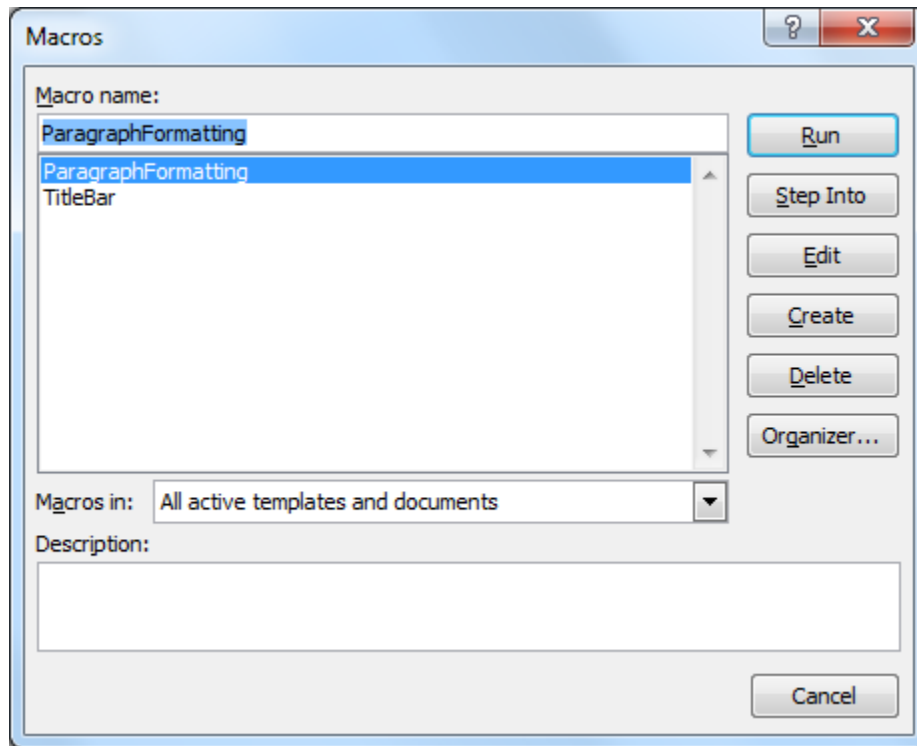 Macros
?
X
Macro name:
ParagraphFormatting
ParagraphFormatting
TitleBar
Run
Step Into
Edit
Create
Delete
Organizer...
Macros in:
All active templates and documents
Description:
Cancel